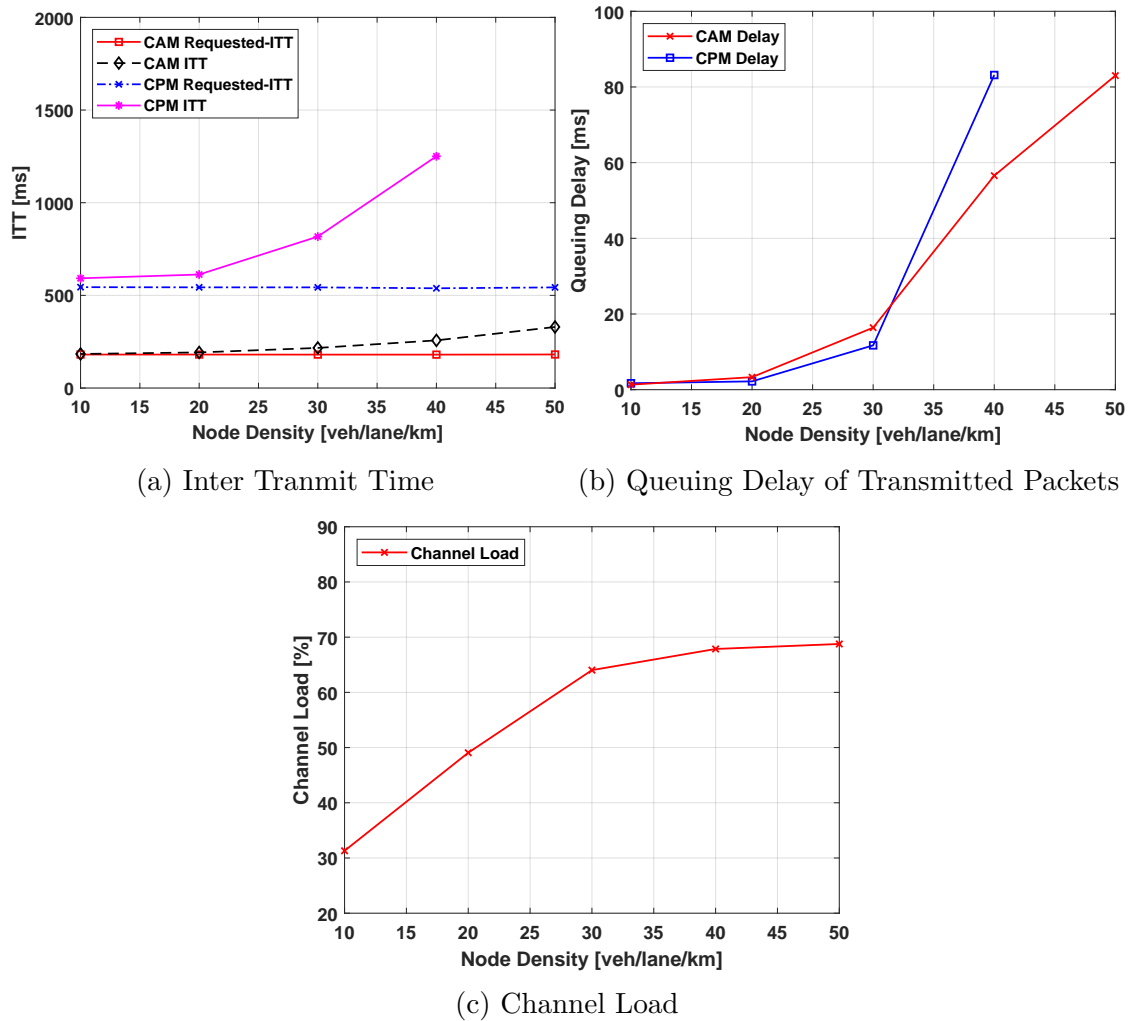 2000
1500
1000
500
0
ITT [ms]
CAM Requested-ITT
CAM ITT
CPM Requested-ITT
CPM ITT
10 15 20 25 30 35 40 45 50
Node Density [veh/lane/km]
(a) Inter Tranmit Time
100
80
60
40
20
0
Queuing Delay [ms]
CAM Delay
CPM Delay
10 15 20 25 30 35 40 45 50
Node Density [veh/lane/km]
(b) Queuing Delay of Transmitted Packets
90
80
70
60
50
40
30
20
Channel Load [%]
Channel Load
10 15 20 25 30 35 40 45 50
Node Density [veh/lane/km]
(c) Channel Load